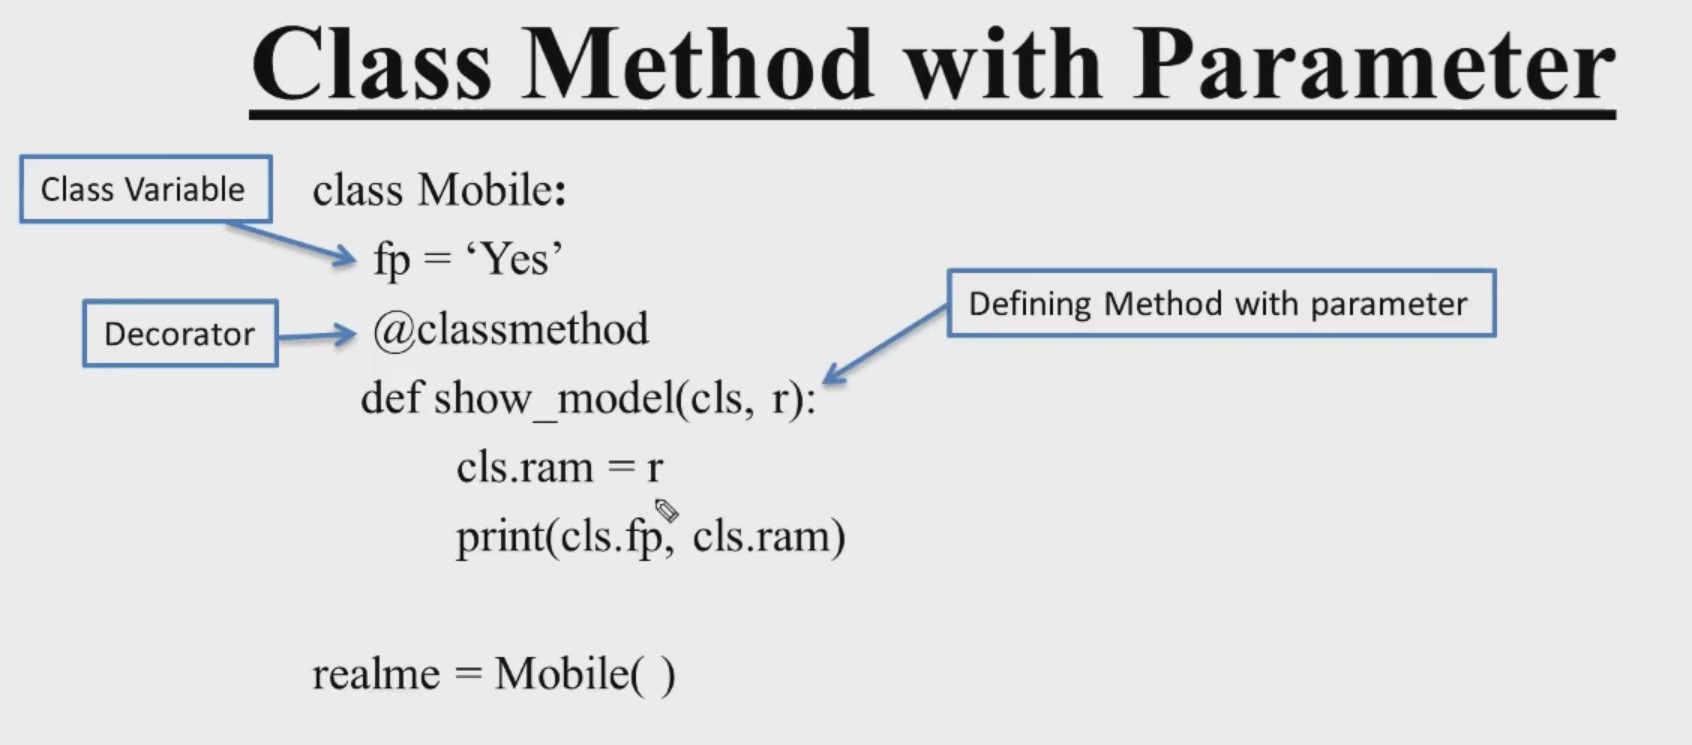 Class Method with Parameter
Class Variable
class Mobile:
fp = ‘Yes’
Decorator
@classmethod
Defining Method with parameter
def show_model(cls, r):
cls.ram = r
print(cls.fp, cls.ram)
realme = Mobile( )